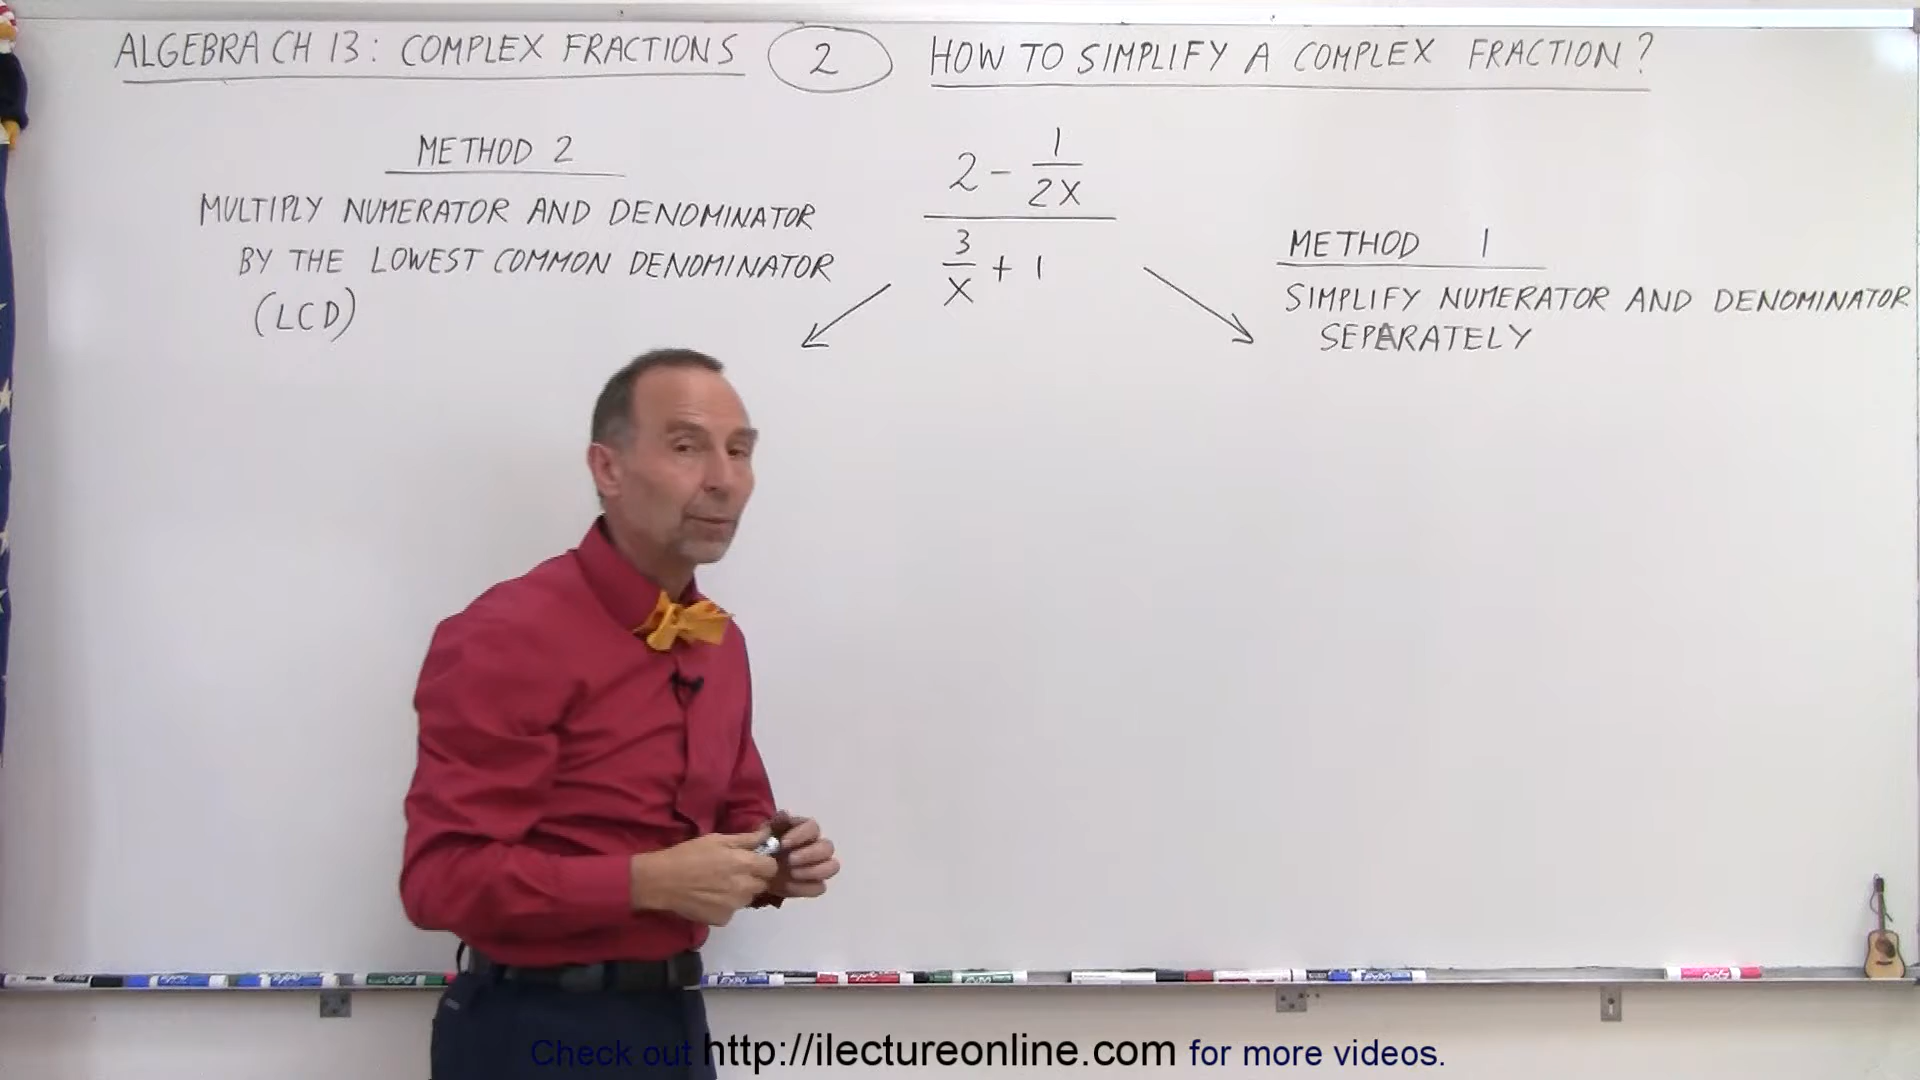 ALGEBRA CH 13: COMPLEX FRACTIONS 2 HOW TO SIMPLIFY A COMPLEX FRACTION?
METHOD 2
MULTIPLY NUMERATOR AND DENOMINATOR
BY THE LOWEST COMMON DENOMINATOR
(LCD)
2 - 1
2X
3
X + 1
METHOD 1
SIMPLIFY NUMERATOR AND DENOMINATOR
SEPARATELY
Check out http://ilectureonline.com for more videos.